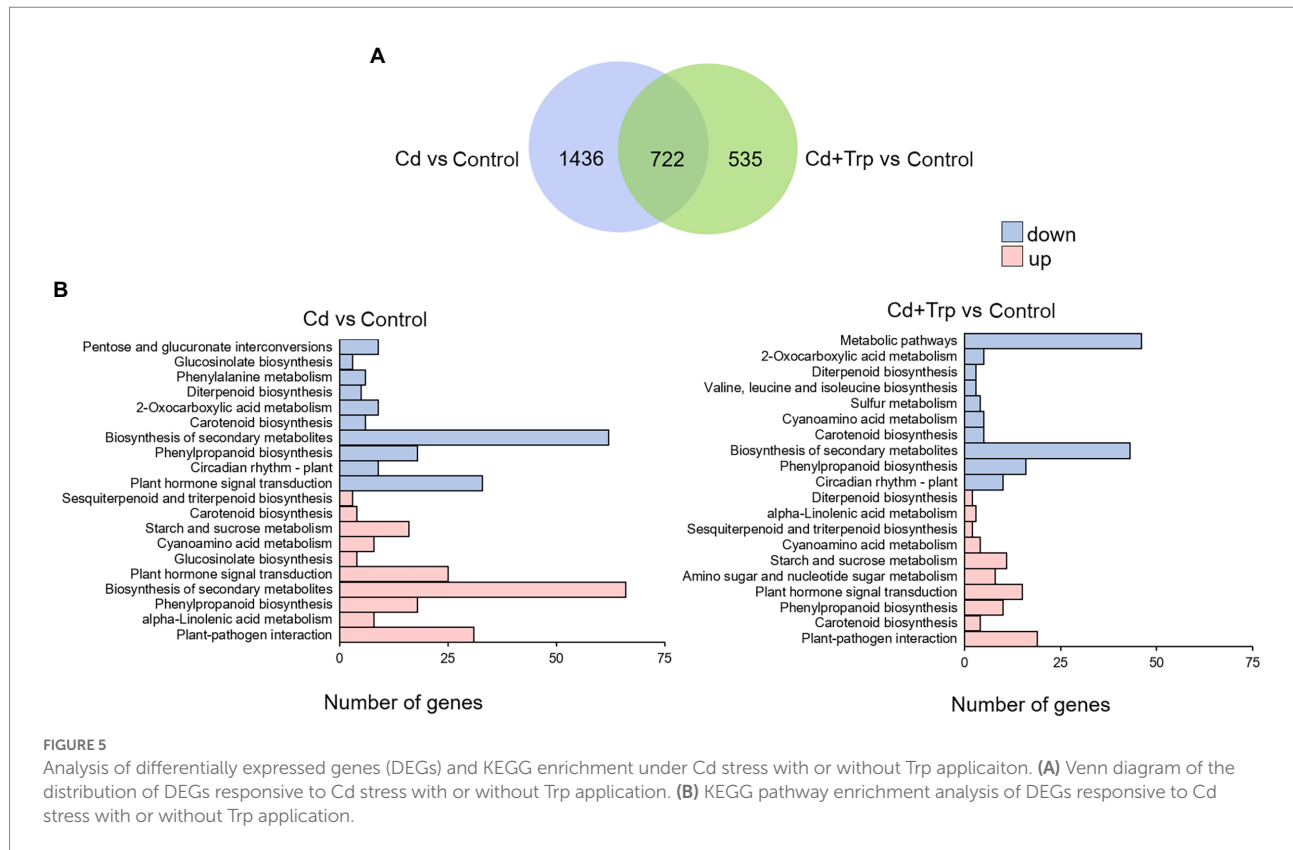 A
Cd vs Control
1436
722
535
Cd+Trp vs Control
down
up
B
Cd vs Control
Pentose and glucuronate interconversions
Glucosinolate biosynthesis
Phenylalanine metabolism
Diterpenoid biosynthesis
2-Oxocarboxylic acid metabolism
Carotenoid biosynthesis
Biosynthesis of secondary metabolites
Phenylpropanoid biosynthesis
Circadian rhythm - plant
Plant hormone signal transduction
Sesquiterpenoid and triterpenoid biosynthesis
Carotenoid biosynthesis
Starch and sucrose metabolism
Cyanoamino acid metabolism
Glucosinolate biosynthesis
Plant hormone signal transduction
Biosynthesis of secondary metabolites
Phenylpropanoid biosynthesis
alpha-Linolenic acid metabolism
Plant-pathogen interaction
0 25 50 75
Number of genes
Cd+Trp vs Control
Metabolic pathways
2-Oxocarboxylic acid metabolism
Diterpenoid biosynthesis
Valine, leucine and isoleucine biosynthesis
Sulfur metabolism
Cyanoamino acid metabolism
Carotenoid biosynthesis
Biosynthesis of secondary metabolites
Phenylpropanoid biosynthesis
Circadian rhythm - plant
Diterpenoid biosynthesis
alpha-Linolenic acid metabolism
Sesquiterpenoid and triterpenoid biosynthesis
Cyanoamino acid metabolism
Starch and sucrose metabolism
Amino sugar and nucleotide sugar metabolism
Plant hormone signal transduction
Phenylpropanoid biosynthesis
Carotenoid biosynthesis
Plant-pathogen interaction
0 25 50 75
Number of genes
FIGURE 5
Analysis of differentially expressed genes (DEGs) and KEGG enrichment under Cd stress with or without Trp applicaiton. (A) Venn diagram of the
distribution of DEGs responsive to Cd stress with or without Trp application. (B) KEGG pathway enrichment analysis of DEGs responsive to Cd
stress with or without Trp application.